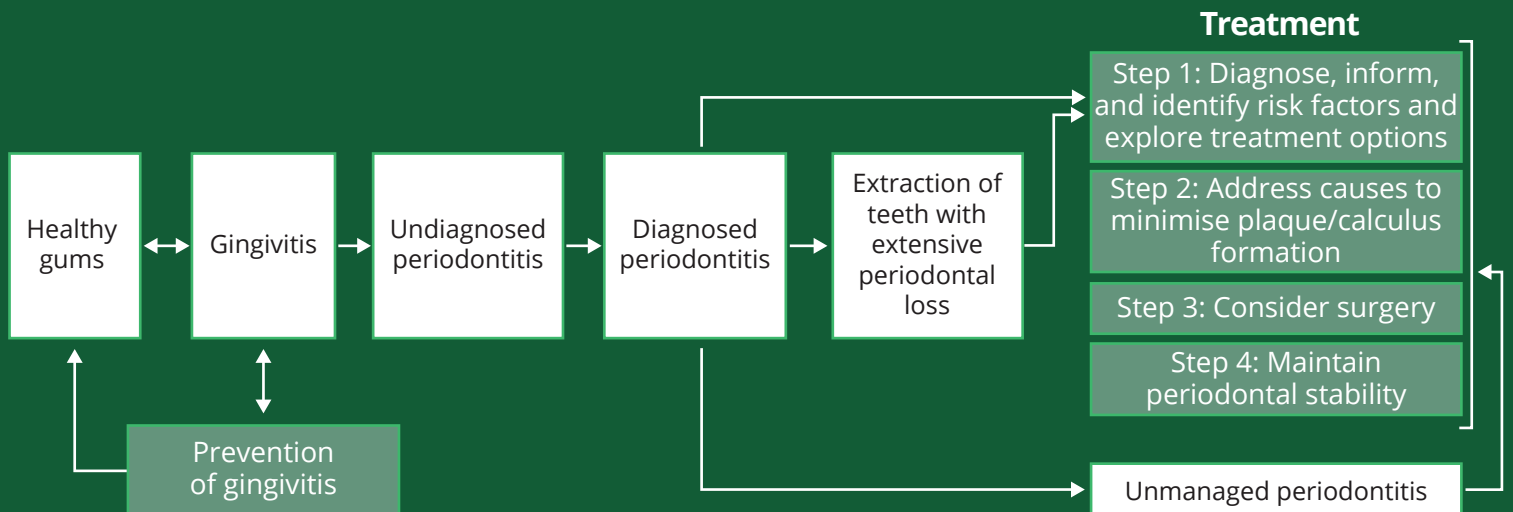 Treatment
Step 1: Diagnose, inform,
and identify risk factors and
explore treatment options
Step 2: Address causes to
minimise plaque/calculus
formation
Step 3: Consider surgery
Step 4: Maintain
periodontal stability
Healthy
gums
Gingivitis
Undiagnosed
periodontitis
Diagnosed
periodontitis
Extraction of
teeth with
extensive
periodontal
loss
Prevention
of gingivitis
Unmanaged periodontitis